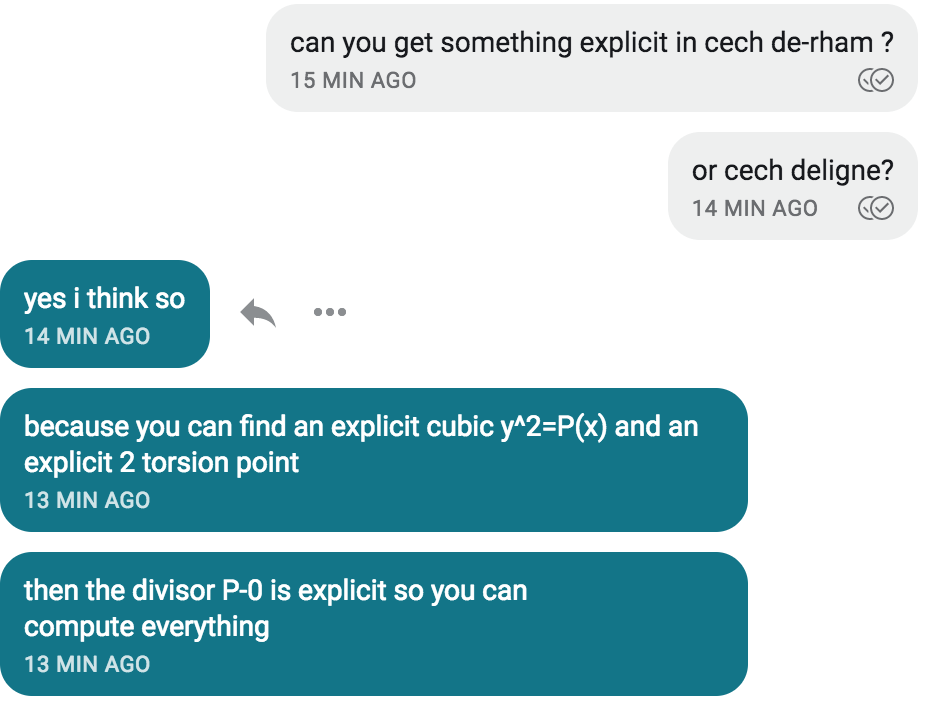 can you get something explicit in cech de-rham ?
15 MIN AGO
or cech deligne?
14 MIN AGO
yes i think so
14 MIN AGO
because you can find an explicit cubic y^2=P(x) and an
explicit 2 torsion point
13 MIN AGO
then the divisor P-0 is explicit so you can
compute everything
13 MIN AGO